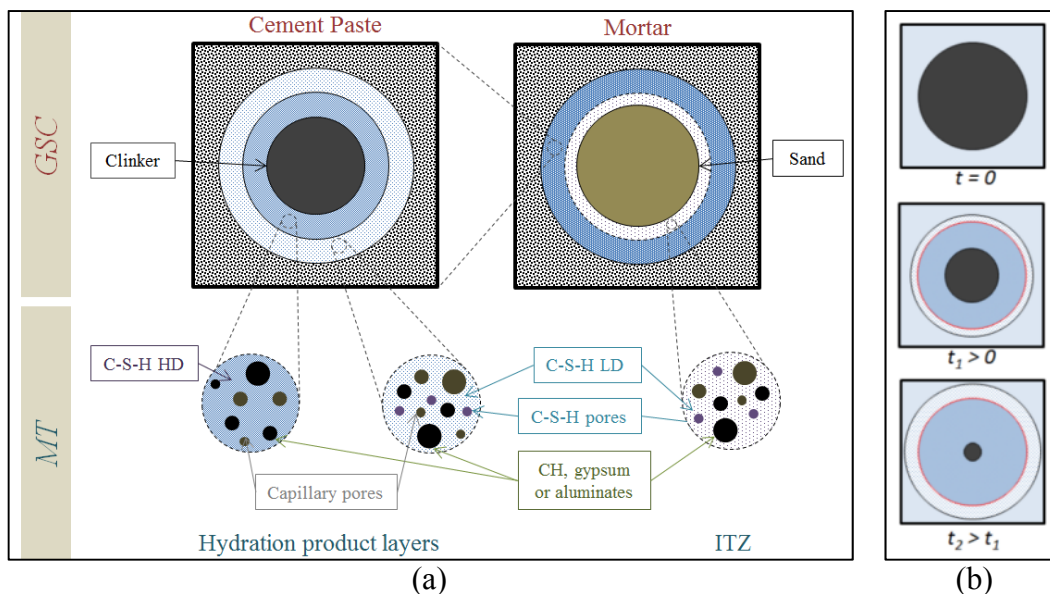 Cement Paste
Mortar
GSC
Clinker
Sand
t = 0
t1 > 0
t2 > t1
MT
C-S-H HD
C-S-H LD
C-S-H pores
Capillary pores
CH, gypsum
or aluminates
Hydration product layers
ITZ
(a)
(b)